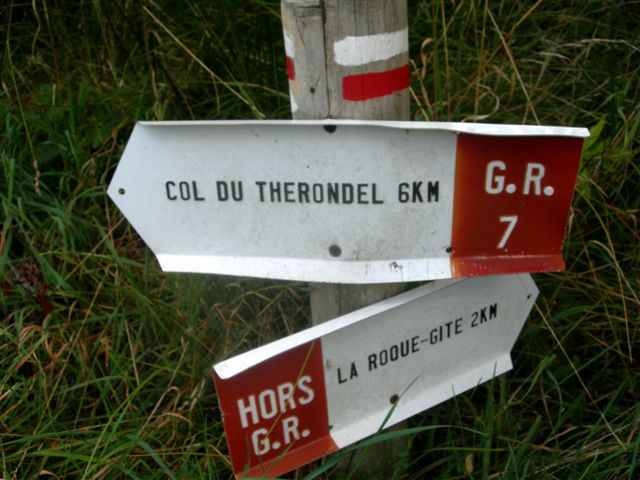 COL DU THERONDEL 6KM
G.R.
7
LA ROQUE-GITE 2KM
HORS
G.R.